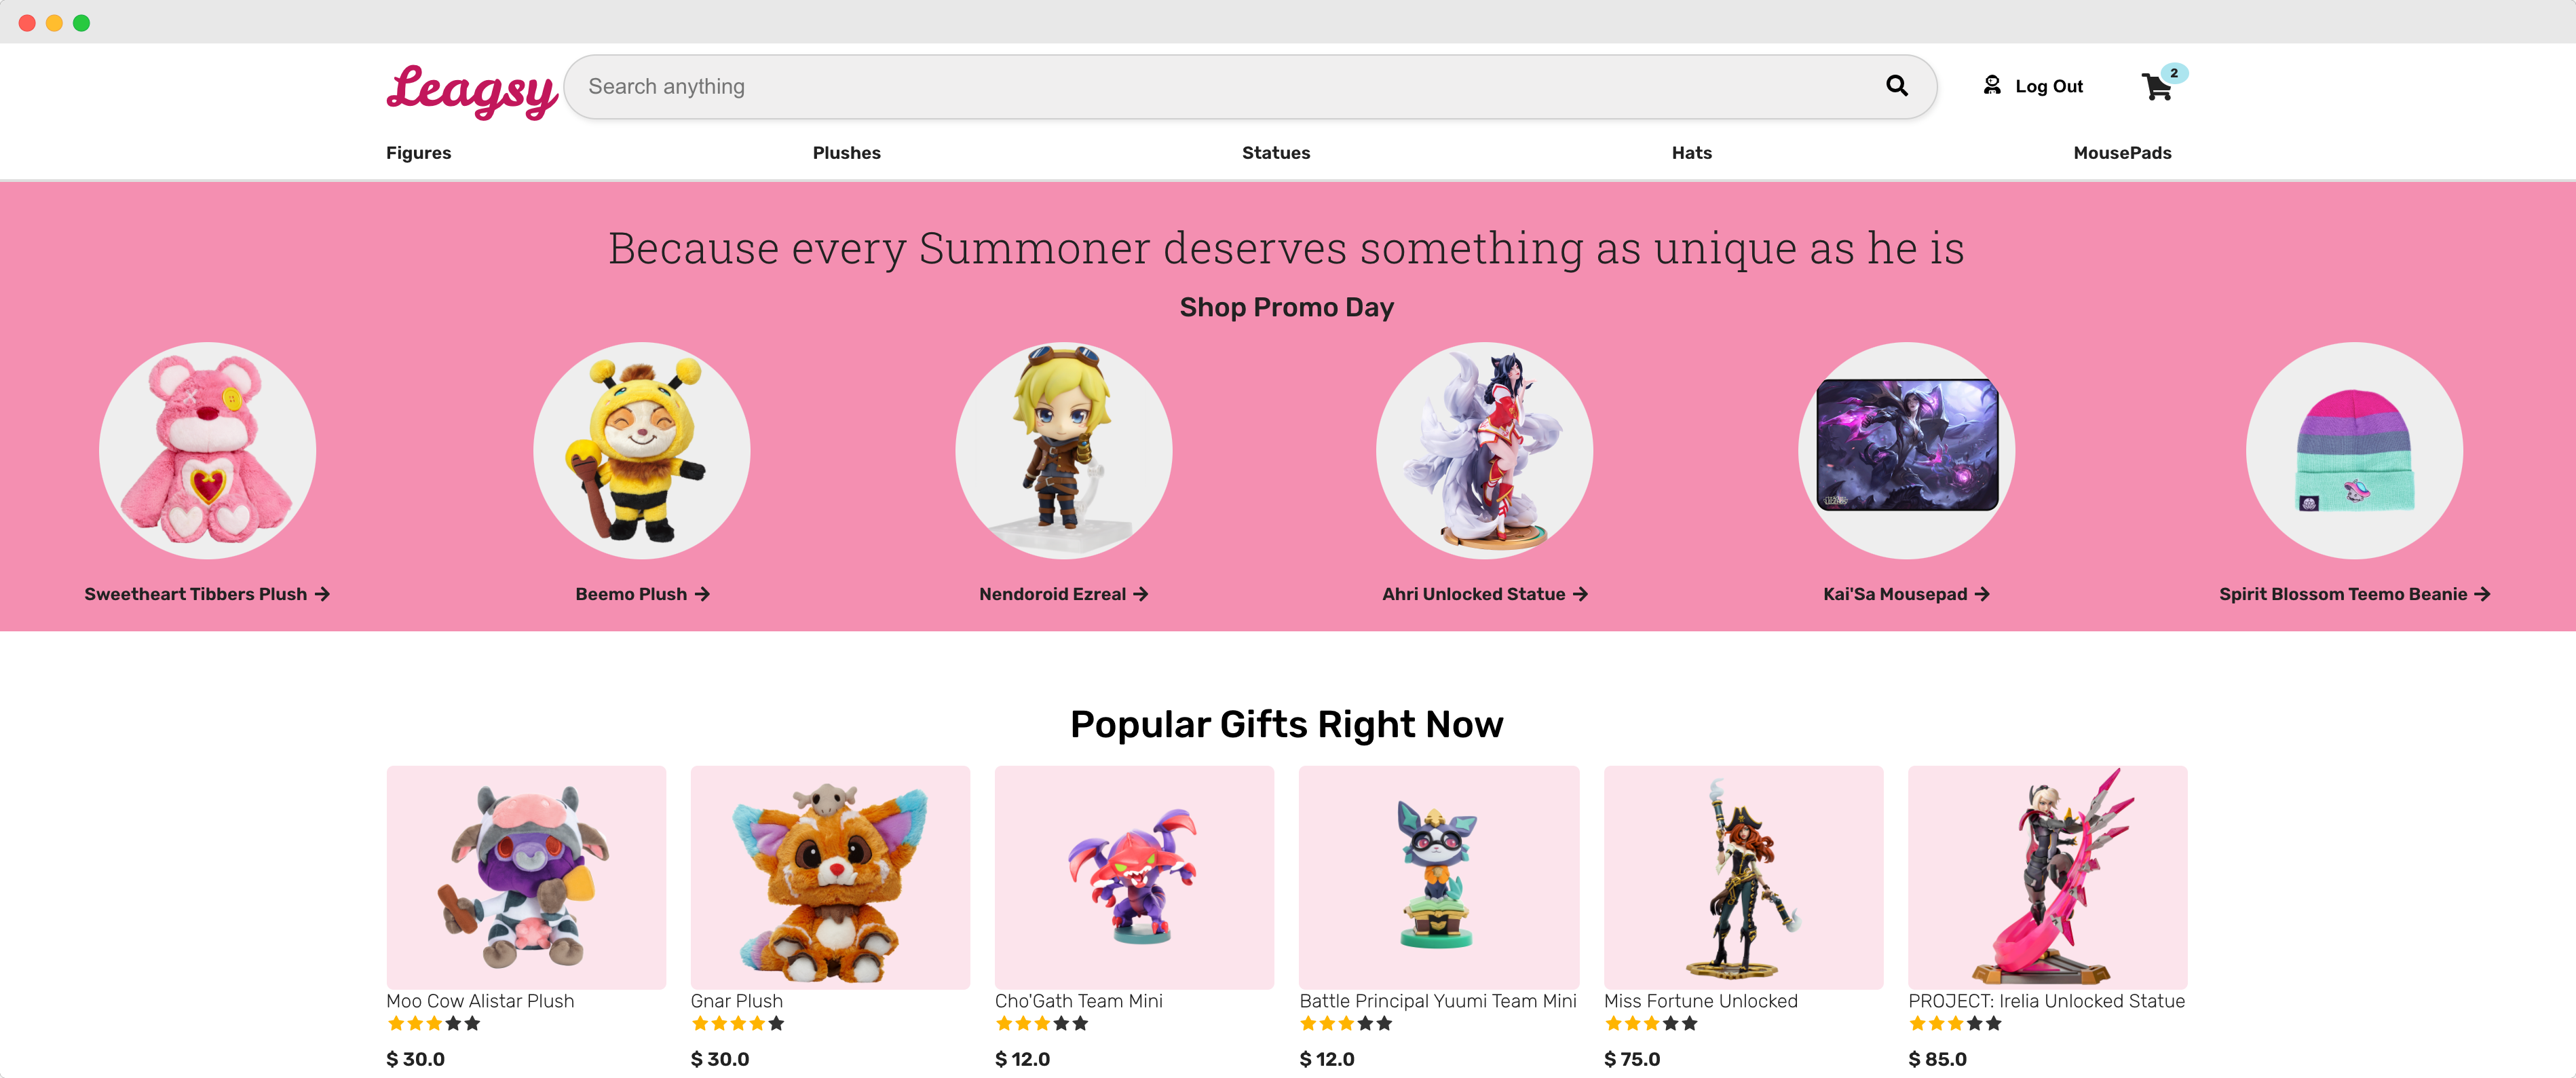 Leagsy
Search anything
Log Out
2
Figures
Plushes
Statues
Hats
MousePads
Because every Summoner deserves something as unique as he is
Shop Promo Day
Sweetheart Tibbers Plush →
Beemo Plush →
Nendoroid Ezreal →
Ahri Unlocked Statue →
Kai'Sa Mousepad →
Spirit Blossom Teemo Beanie →
Popular Gifts Right Now
Moo Cow Alistar Plush
$ 30.0
Gnar Plush
$ 30.0
Cho'Gath Team Mini
$ 12.0
Battle Principal Yuumi Team Mini
$ 12.0
Miss Fortune Unlocked
$ 75.0
PROJECT: Irelia Unlocked Statue
$ 85.0